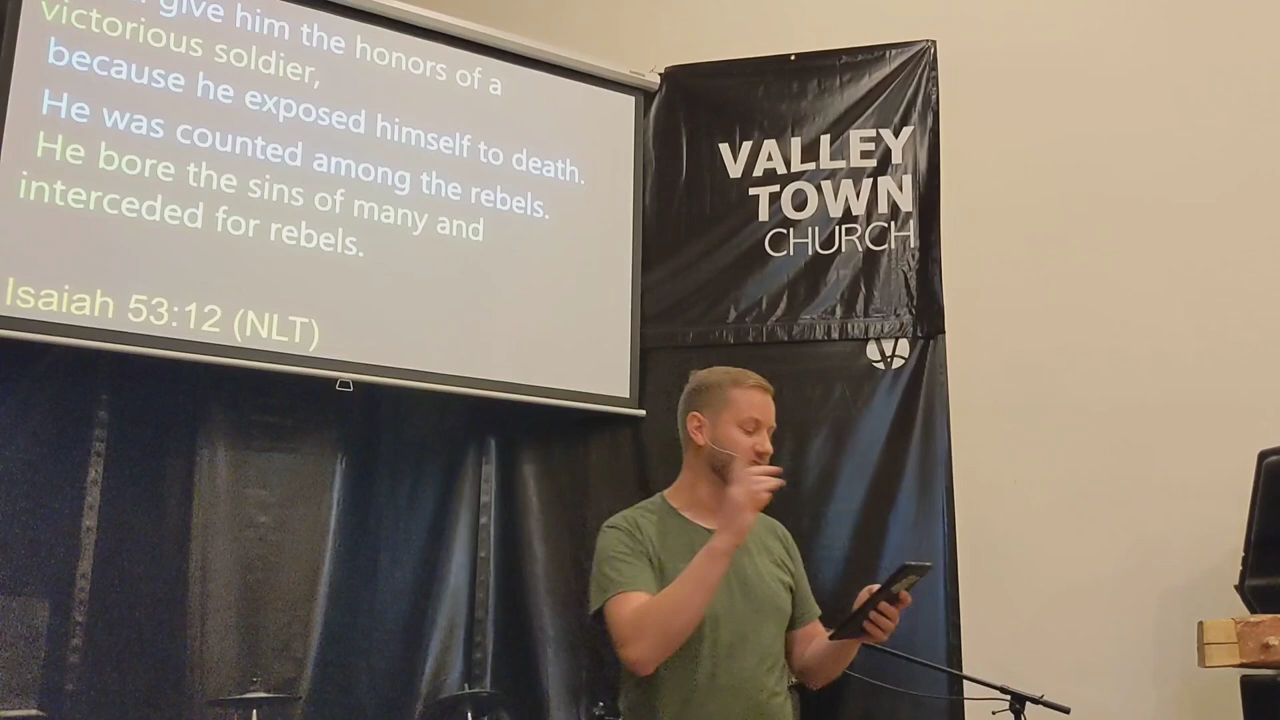 give him the honors of a
victorious soldier,
because he exposed himself to death.
He was counted among the rebels.
He bore the sins of many and
interceded for rebels.
Isaiah 53:12 (NLT)
VALLEY
TOWN
CHURCH